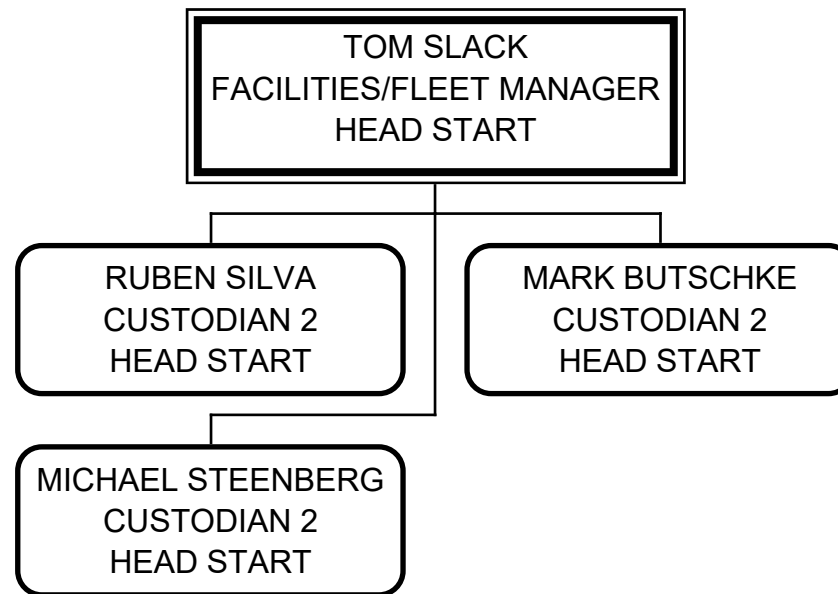 TOM SLACK
FACILITIES/FLEET MANAGER
HEAD START
RUBEN SILVA
CUSTODIAN 2
HEAD START
MARK BUTSCHKE
CUSTODIAN 2
HEAD START
MICHAEL STEENBERG
CUSTODIAN 2
HEAD START